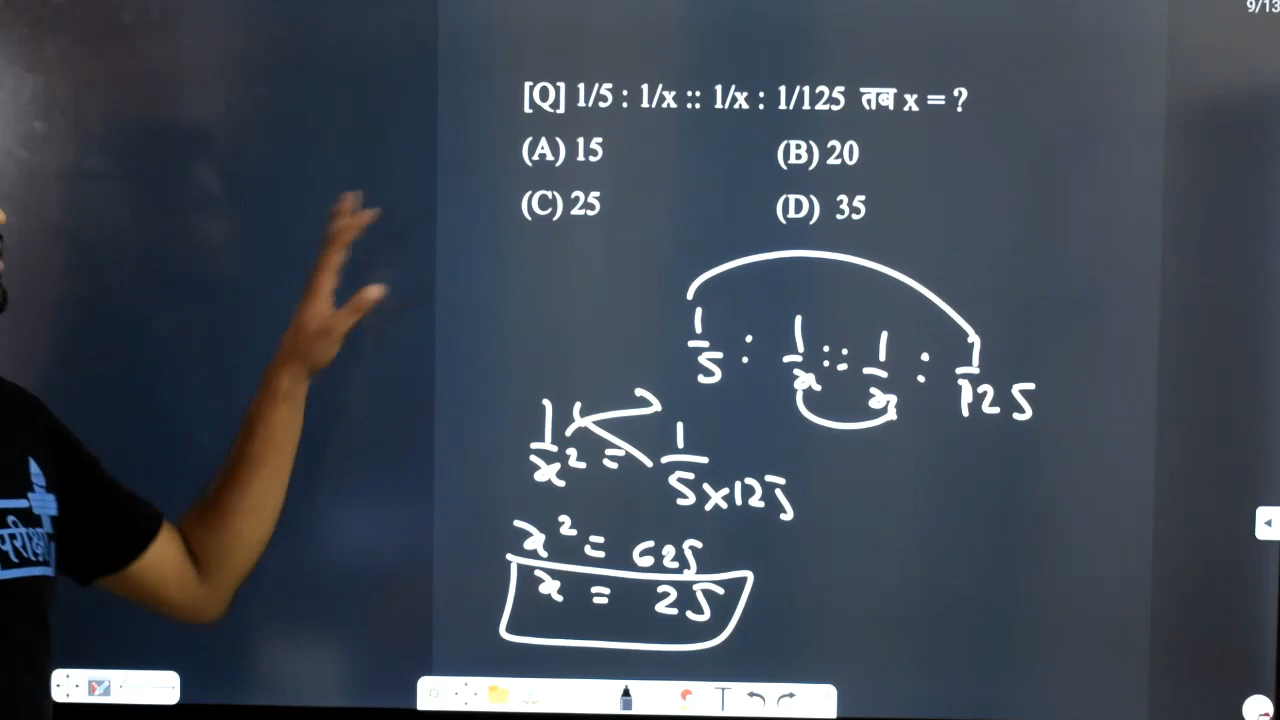 9/13
[Q] 1/5 : 1/x :: 1/x : 1/125 तब x = ?
(A) 15
(B) 20
(C) 25
(D) 35
1/5 : 1/x :: 1/x : 1/125
1/x² = 1/5×125
x² = 625
x = 25
परीक्षा
T